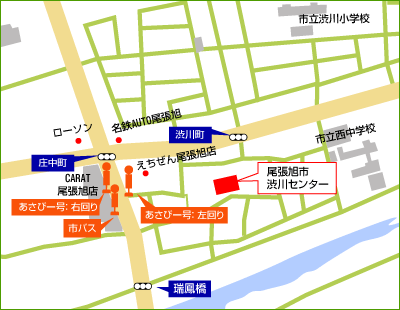 市立渋川小学校
名鉄AUTO尾張旭
ローソン
渋川町
市立西中学校
庄中町
えちぜん尾張旭店
CARAT
尾張旭店
尾張旭市
渋川センター
あさぴー号:右回り
あさぴー号:左回り
市バス
瑞鳳橋